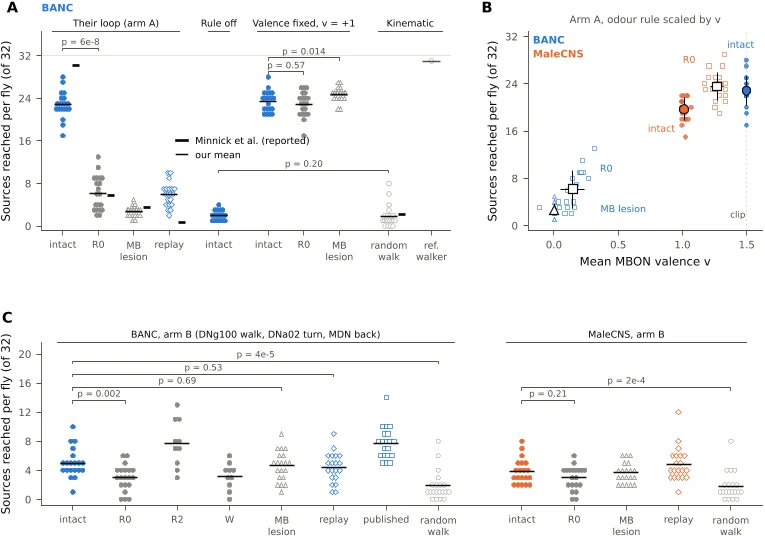 A
BANC
Their loop (arm A)
Rule off
Valence fixed, v = +1
Kinematic
Sources reached per fly (of 32)
32
24
16
8
0
p = 6e-8
p = 0.014
p = 0.57
p = 0.20
Minnick et al. (reported)
our mean
intact
R0
MB
lesion
replay
intact
intact
R0
MB
lesion
random
walk
ref.
walker
B
Arm A, odour rule scaled by v
BANC
MaleCNS
Sources reached per fly (of 32)
32
24
16
8
0
intact
R0
intact
R0
MB lesion
clip
0.0
0.5
1.0
1.5
Mean MBON valence v
C
BANC, arm B (DNg100 walk, DNa02 turn, MDN back)
MaleCNS, arm B
Sources reached per fly (of 32)
20
16
12
8
4
0
p = 4e-5
p = 0.53
p = 0.69
p = 0.002
p = 2e-4
p = 0.21
intact
R0
R2
W
MB
lesion
replay
published
random
walk
intact
R0
MB
lesion
replay
random
walk